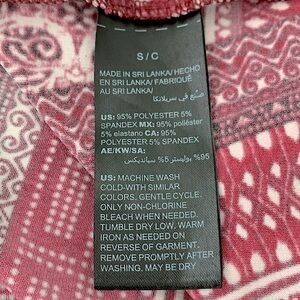 S / C
MADE IN SRI LANKA/ HECHO
EN SRI LANKA/ FABRIQUÉ
AU SRI LANKA/
صنع في سريلانكا
US: 95% POLYESTER 5%
SPANDEX MX: 95% poliéster
5% elastano CA: 95%
POLYESTER 5% SPANDEX
AE/KW/SA:
95% بوليستر 5% سبانديكس
US: MACHINE WASH
COLD-WITH SIMILAR
COLORS, GENTLE CYCLE.
ONLY NON-CHLORINE
BLEACH WHEN NEEDED.
TUMBLE DRY LOW. WARM
IRON AS NEEDED ON
REVERSE OF GARMENT.
REMOVE PROMPTLY AFTER
WASHING. MAY BE DRY